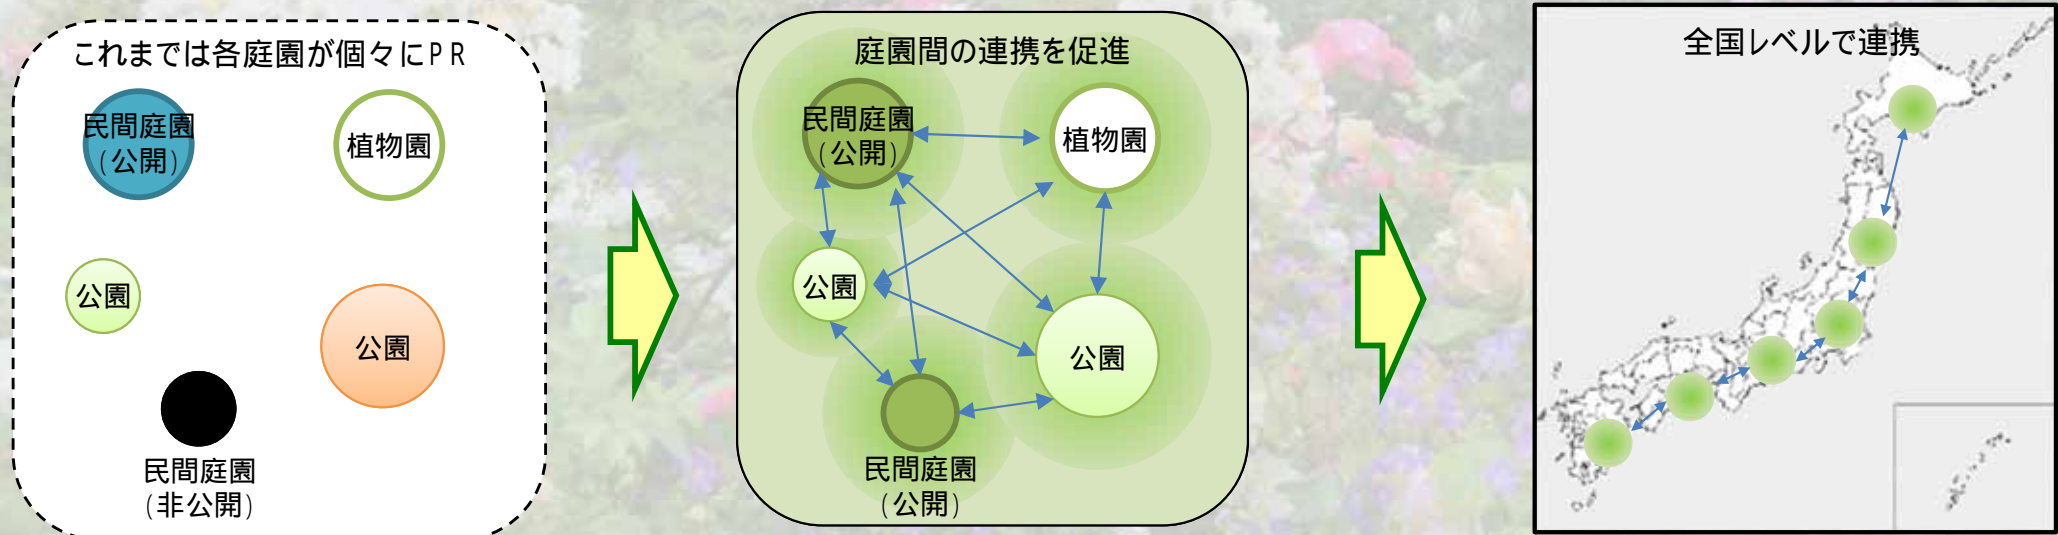 これまでは各庭園が個々にPR
民間庭園
(公開)
植物園
公園
公園
民間庭園
(非公開)
庭園間の連携を促進
民間庭園
(公開)
植物園
公園
公園
民間庭園
(公開)
全国レベルで連携